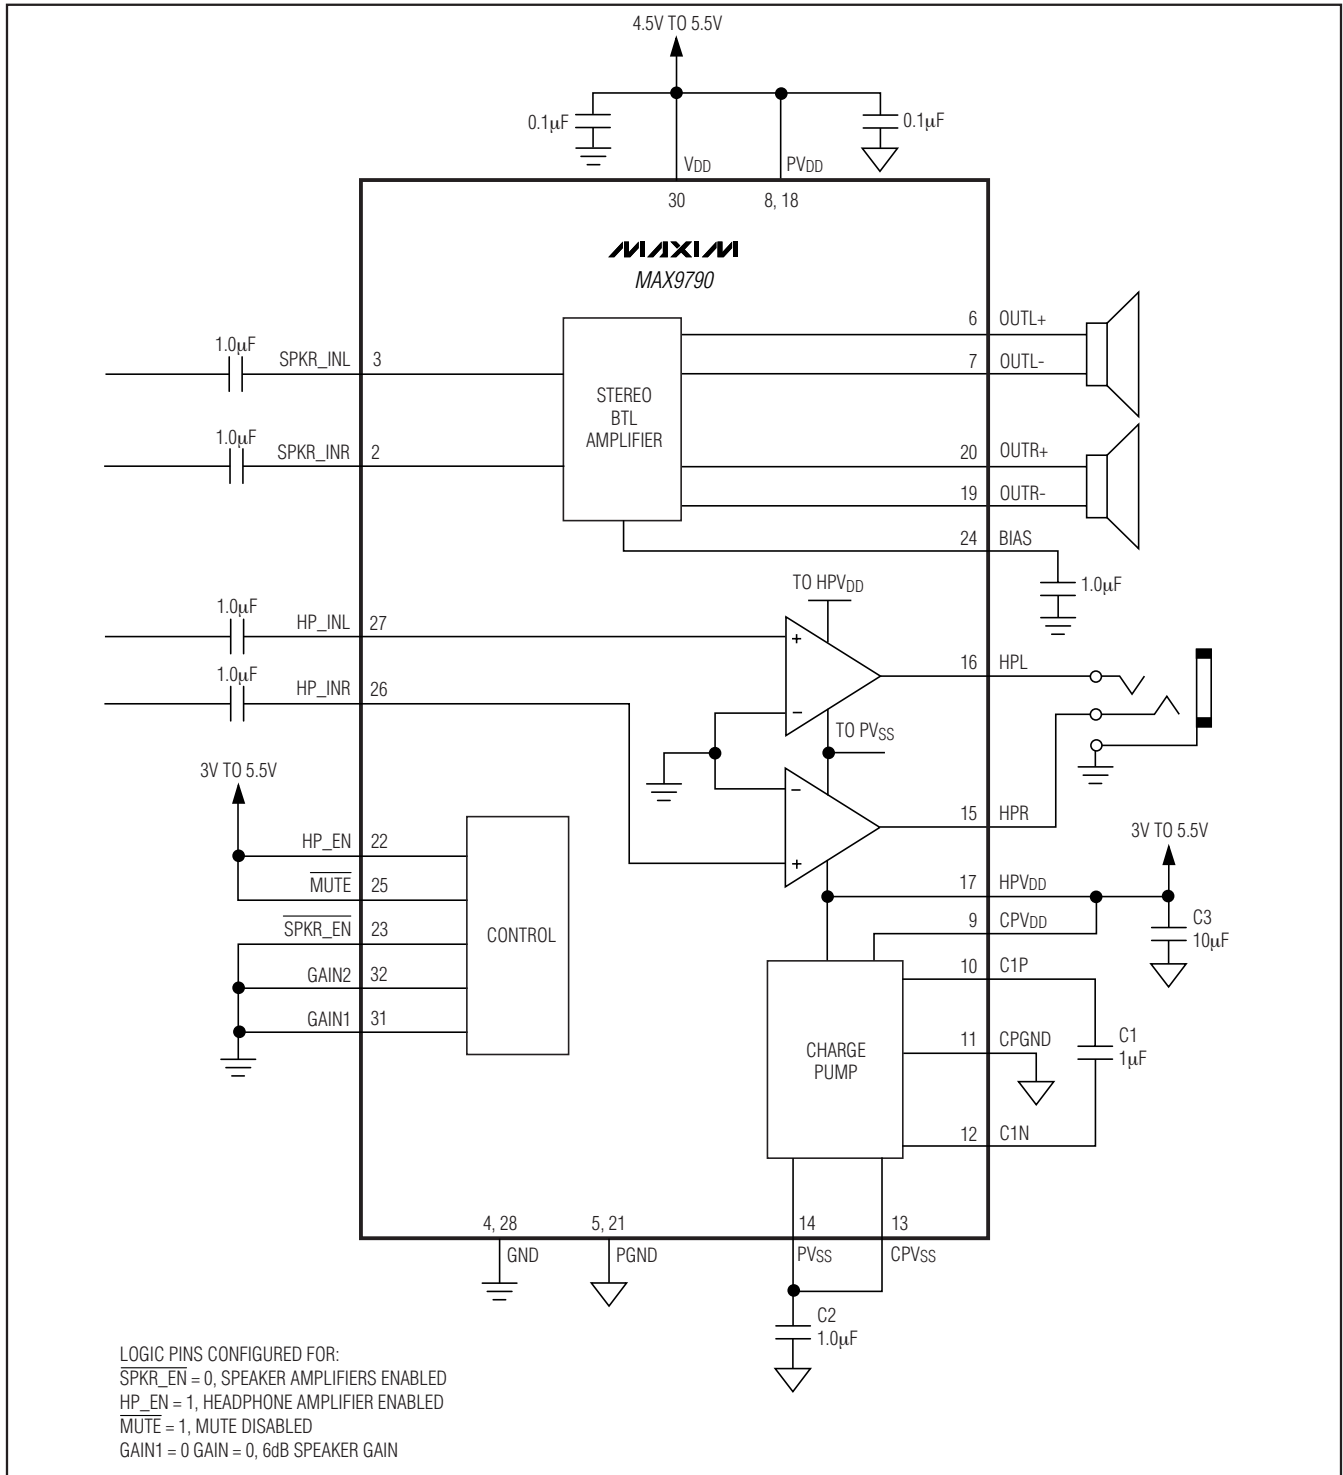 4.5V TO 5.5V
0.1µF
0.1µF
VDD
PVDD
30
8, 18
MAXIM
MAX9790
1.0µF
SPKR_INL
3
6
OUTL+
7
OUTL-
STEREO
BTL
AMPLIFIER
1.0µF
SPKR_INR
2
20
OUTR+
19
OUTR-
24
BIAS
1.0µF
TO HPVDD
1.0µF
HP_INL
27
+
−
16
HPL
1.0µF
HP_INR
26
TO PVSS
3V TO 5.5V
−
+
15
HPR
3V TO 5.5V
HP_EN
22
MUTE
25
SPKR_EN
23
GAIN2
32
GAIN1
31
CONTROL
17
HPVDD
9
CPVDD
C3
10µF
10
C1P
11
CPGND
C1
1µF
CHARGE
PUMP
12
C1N
4, 28
GND
5, 21
PGND
14
PVSS
13
CPVSS
C2
1.0µF
LOGIC PINS CONFIGURED FOR:
SPKR_EN = 0, SPEAKER AMPLIFIERS ENABLED
HP_EN = 1, HEADPHONE AMPLIFIER ENABLED
MUTE = 1, MUTE DISABLED
GAIN1 = 0 GAIN = 0, 6dB SPEAKER GAIN